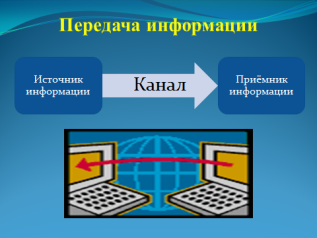 Передача информации
Источник
информации
Канал
Приёмник
информации